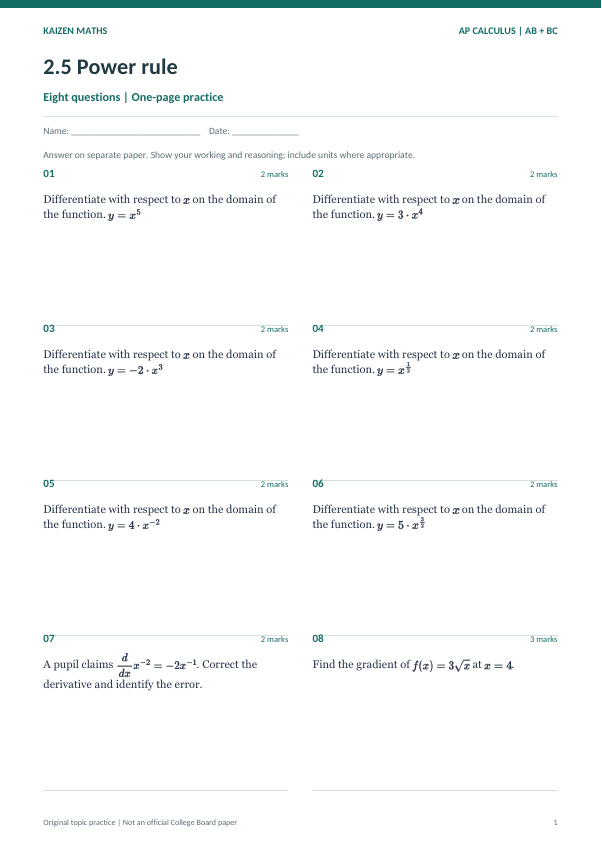 KAIZEN MATHS
AP CALCULUS | AB + BC
2.5 Power rule
Eight questions | One-page practice
Name: ____________________________ Date: ______________
Answer on separate paper. Show your working and reasoning; include units where appropriate.
01 2 marks
Differentiate with respect to x on the domain of
the function. y = x^5
02 2 marks
Differentiate with respect to x on the domain of
the function. y = 3 · x^4
03 2 marks
Differentiate with respect to x on the domain of
the function. y = −2 · x^3
04 2 marks
Differentiate with respect to x on the domain of
the function. y = x^{1/2}
05 2 marks
Differentiate with respect to x on the domain of
the function. y = 4 · x^{−2}
06 2 marks
Differentiate with respect to x on the domain of
the function. y = 5 · x^{3/2}
07 2 marks
A pupil claims d/dx x^{−2} = −2x^{−1}. Correct the
derivative and identify the error.
08 3 marks
Find the gradient of f(x) = 3√x at x = 4.
Original topic practice | Not an official College Board paper
1